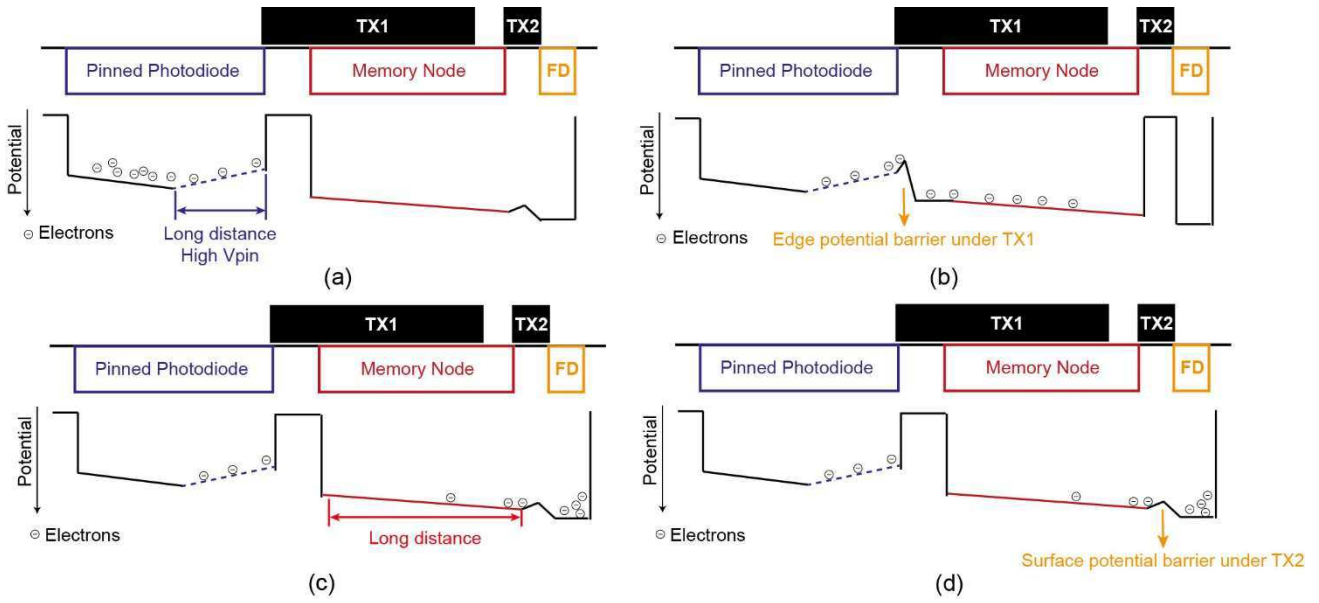 TX1
TX2
Pinned Photodiode
Memory Node
FD
Potential
Electrons
Long distance
High Vpin
(a)
TX1
TX2
Pinned Photodiode
Memory Node
FD
Potential
Electrons
Edge potential barrier under TX1
(b)
TX1
TX2
Pinned Photodiode
Memory Node
FD
Potential
Electrons
Long distance
(c)
TX1
TX2
Pinned Photodiode
Memory Node
FD
Potential
Electrons
Surface potential barrier under TX2
(d)